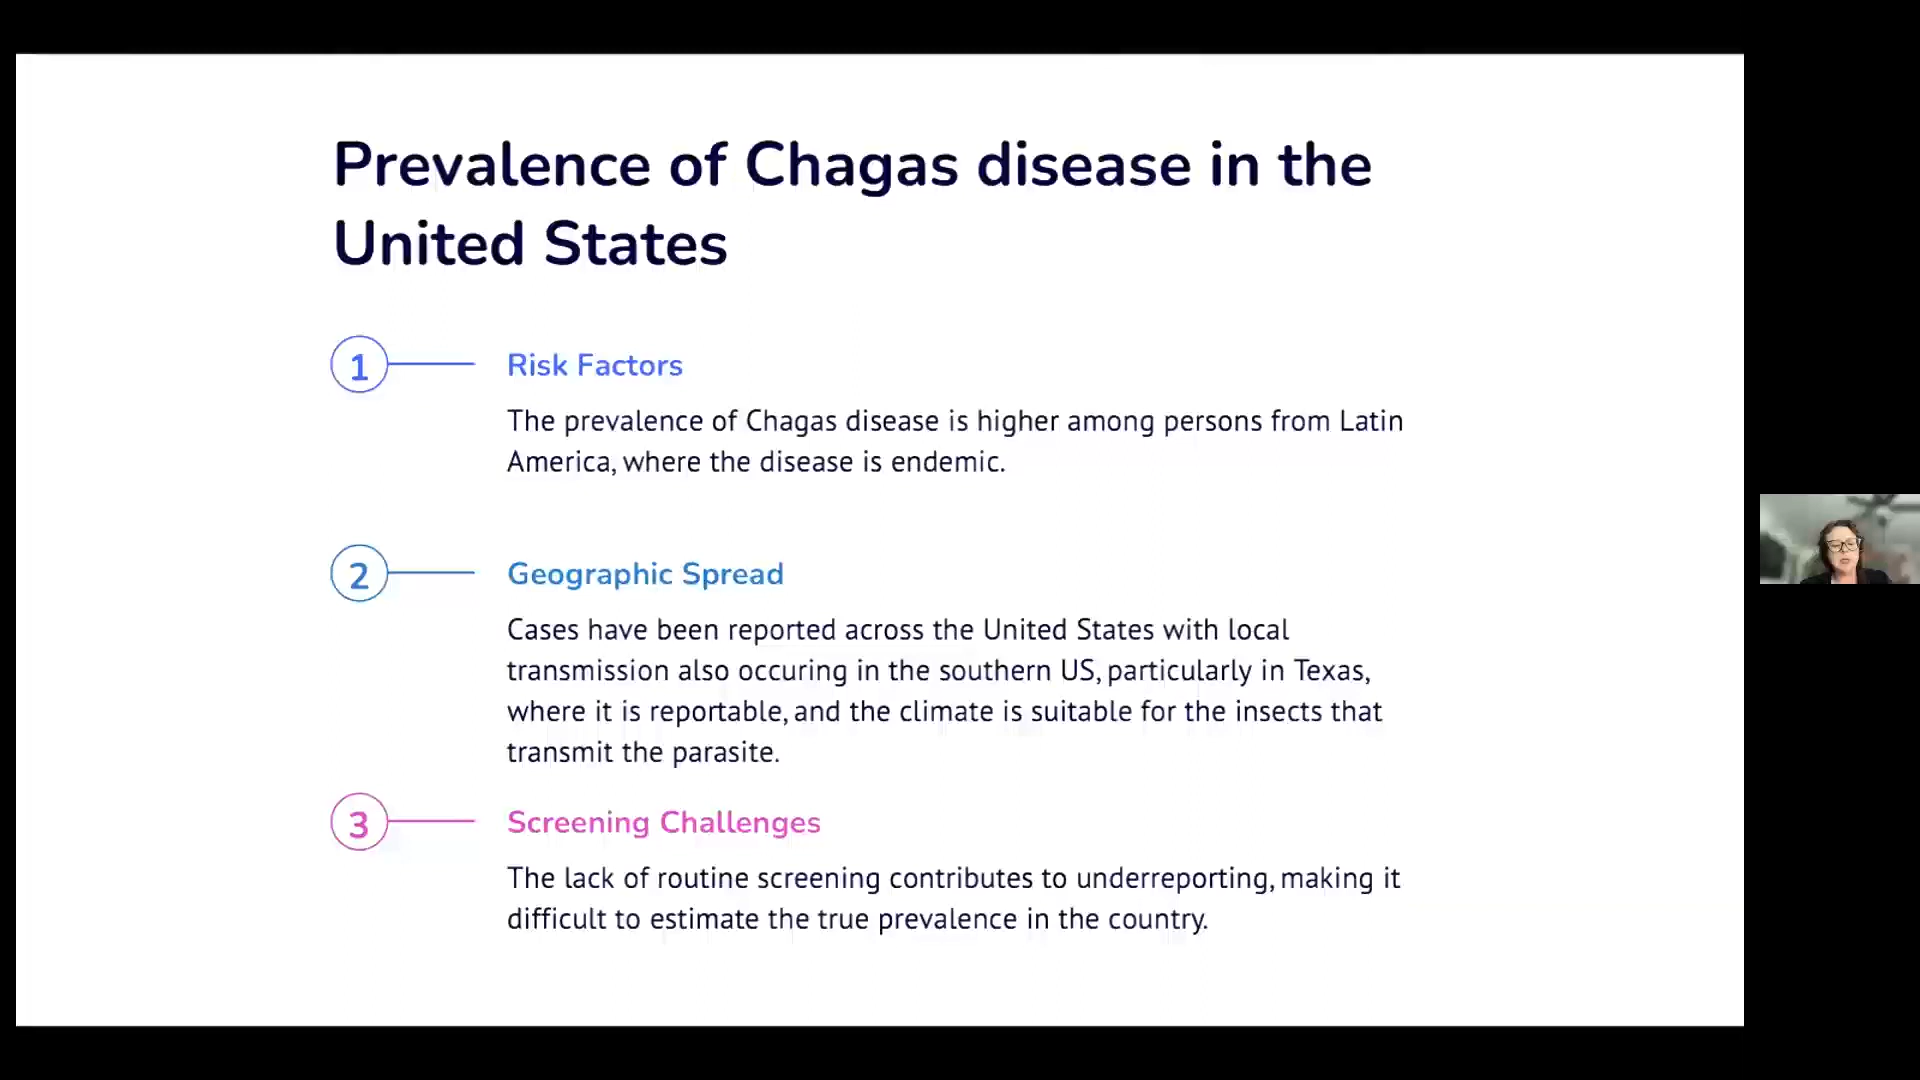 Prevalence of Chagas disease in the
United States
1
Risk Factors
The prevalence of Chagas disease is higher among persons from Latin
America, where the disease is endemic.
2
Geographic Spread
Cases have been reported across the United States with local
transmission also occuring in the southern US, particularly in Texas,
where it is reportable, and the climate is suitable for the insects that
transmit the parasite.
3
Screening Challenges
The lack of routine screening contributes to underreporting, making it
difficult to estimate the true prevalence in the country.